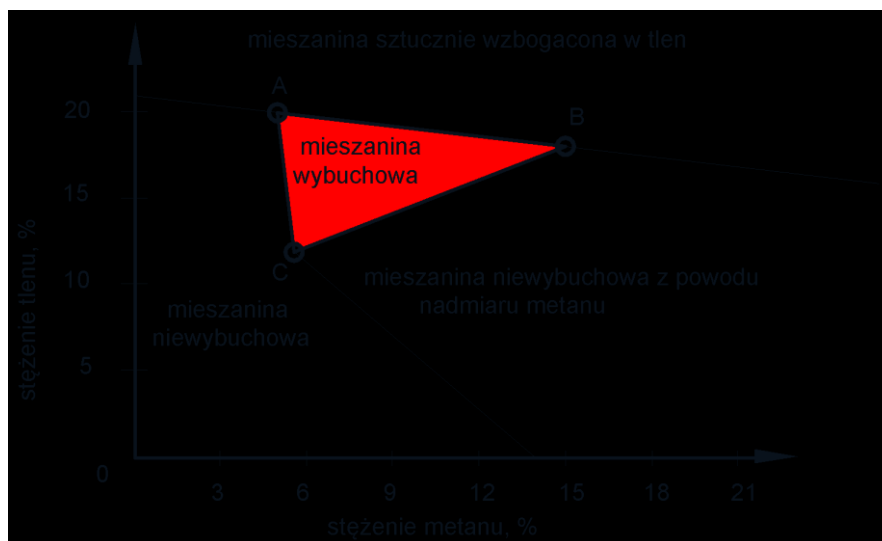 mieszanina sztucznie wzbogacona w tlen
A
B
20
mieszanina
wybuchowa
15
stężenie tlenu, %
C
10
mieszanina niewybuchowa z powodu
nadmiaru metanu
mieszanina
niewybuchowa
5
0
3
6
9
12
15
18
21
stężenie metanu, %